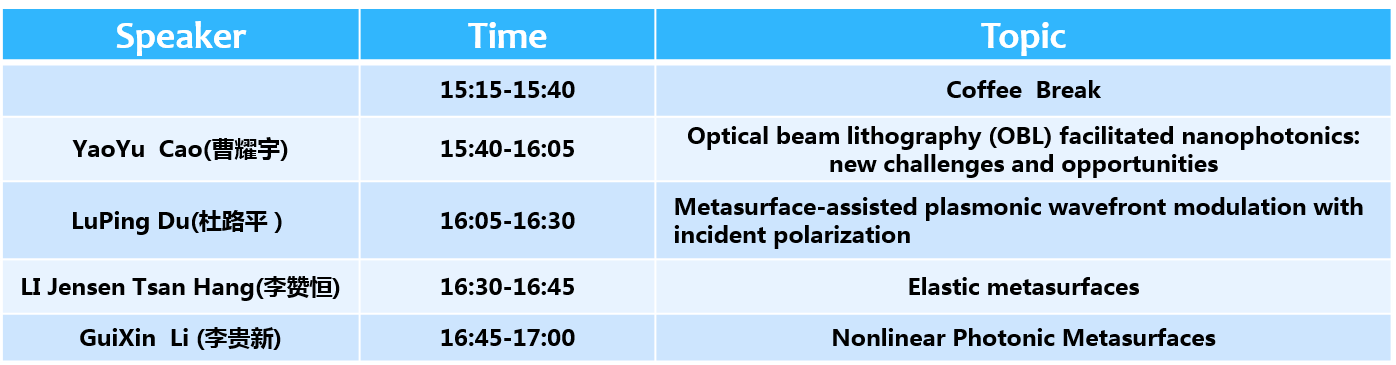 Speaker Time Topic
15:15-15:40 Coffee  Break
YaoYu  Cao(曹耀宇) 15:40-16:05 Optical beam lithography (OBL) facilitated nanophotonics:
new challenges and opportunities
LuPing Du(杜路平 ) 16:05-16:30 Metasurface-assisted plasmonic wavefront modulation with
incident polarization
LI Jensen Tsan Hang(李赞恒) 16:30-16:45 Elastic metasurfaces
GuiXin  Li (李贵新) 16:45-17:00 Nonlinear Photonic Metasurfaces